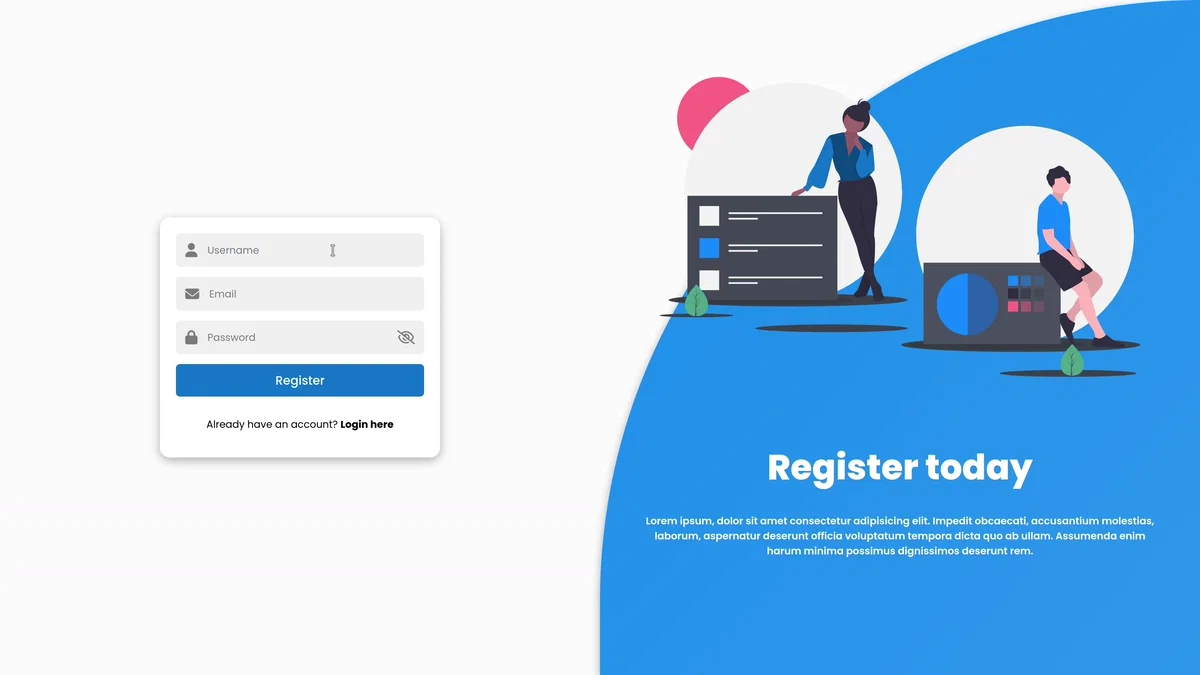 Username
Email
Password
Register
Already have an account? Login here
Register today
Lorem ipsum, dolor sit amet consectetur adipisicing elit. Impedit obcaecati, accusantium molestias,
laborum, aspernatur deserunt officia voluptatum tempora dicta quo ab ullam. Assumenda enim
harum minima possimus dignissimos deserunt rem.